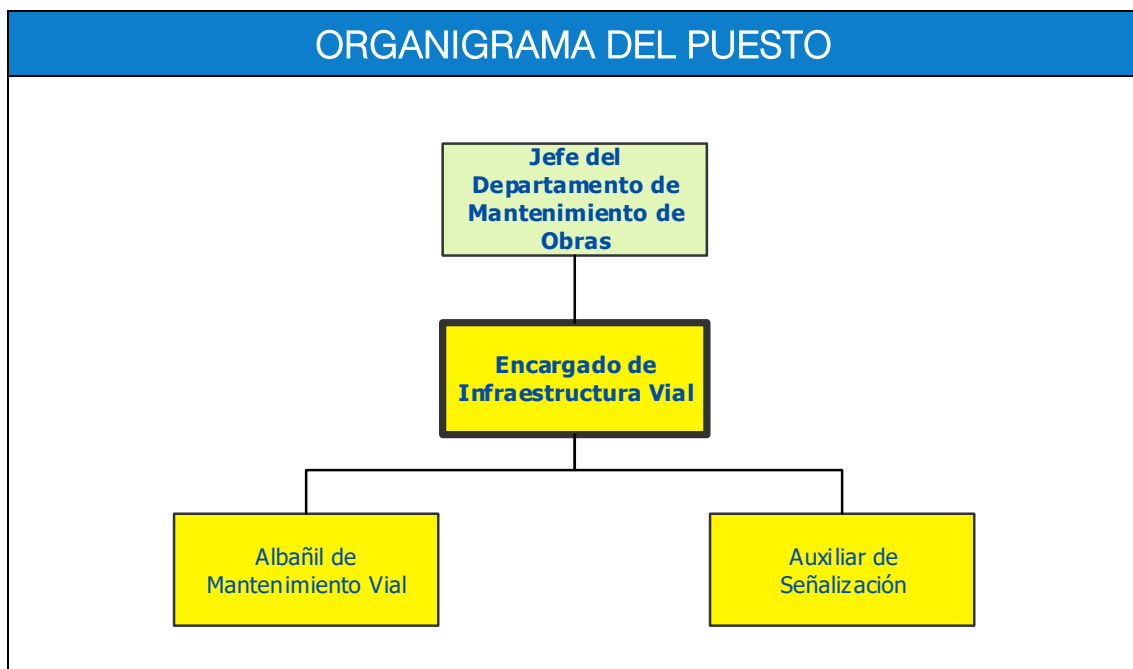 ORGANIGRAMA DEL PUESTO
Jefe del
Departamento de
Mantenimiento de
Obras
Encargado de
Infraestructura Vial
Albañil de
Mantenimiento Vial
Auxiliar de
Señalización